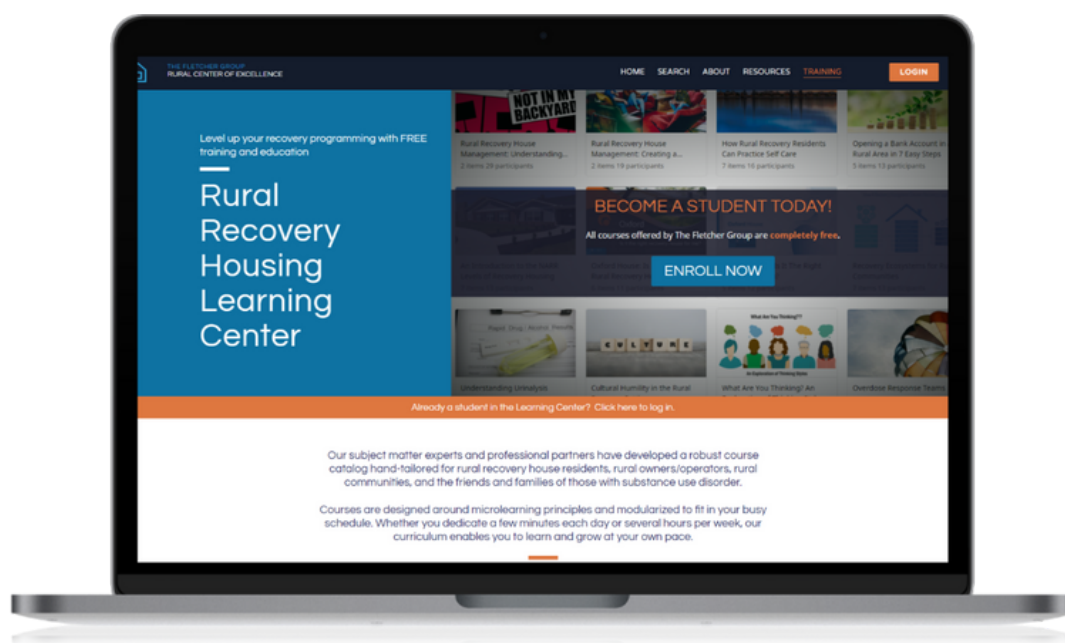 THE FLETCHER GROUP
RURAL CENTER OF EXCELLENCE
HOME SEARCH ABOUT RESOURCES TRAINING LOGIN
Level up your recovery programming with FREE
training and education
Rural
Recovery
Housing
Learning
Center
NOT IN MY
BACKYARD
Rural Recovery House
Management: Understanding...
2 items 29 participants
Rural Recovery House
Management: Creating a...
2 items 19 participants
How Rural Recovery Residents
Can Practice Self Care
7 items 16 participants
Opening a Bank Account in
Rural Area in 7 Easy Steps
5 items 13 participants
BECOME A STUDENT TODAY!
All courses offered by The Fletcher Group are completely free.
ENROLL NOW
CULTURE
What Are You Thinking??
An Exploration of Thinking States
Understanding Urinalysis
Cultural Humility in the Rural
What Are You Thinking? An
Overdose Response Teams
Already a student in the Learning Center? Click here to log in.
Our subject matter experts and professional partners have developed a robust course
catalog hand-tailored for rural recovery house residents, rural owners/operators, rural
communities, and the friends and families of those with substance use
disorder.
Courses are designed around microlearning principles and modularized to fit in your busy
schedule. Whether you dedicate a few minutes each day or several hours per week, our
curriculum enables you to learn and grow at your own pace.